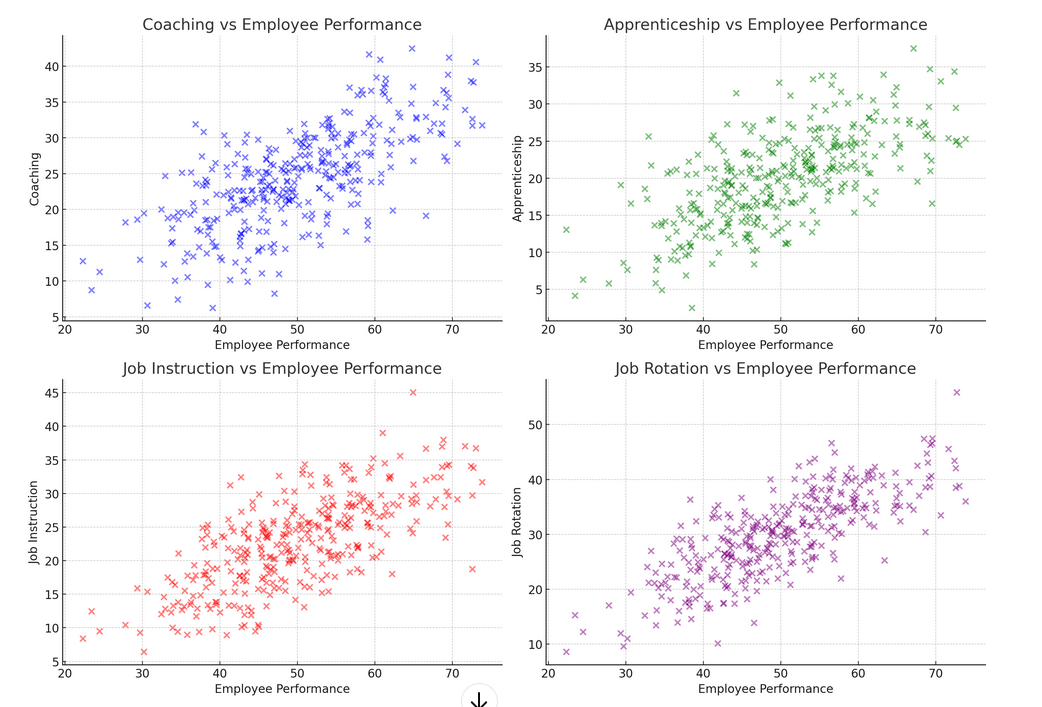 Coaching vs Employee Performance
Coaching
40
35
30
25
20
15
10
5
20 30 40 50 60 70
Employee Performance
Apprenticeship vs Employee Performance
Apprenticeship
35
30
25
20
15
10
5
20 30 40 50 60 70
Employee Performance
Job Instruction vs Employee Performance
Job Instruction
45
40
35
30
25
20
15
10
5
20 30 40 50 60 70
Employee Performance
Job Rotation vs Employee Performance
Job Rotation
50
40
30
20
10
20 30 40 50 60 70
Employee Performance